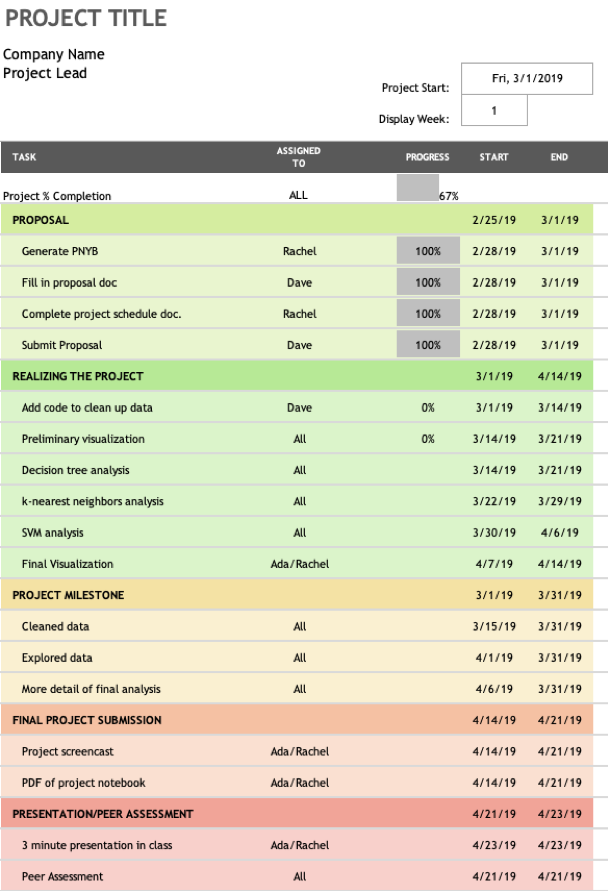 PROJECT TITLE
Company Name
Project Lead
Project Start: Fri, 3/1/2019
Display Week: 1
TASK ASSIGNED TO PROGRESS START END
Project % Completion ALL 67%
PROPOSAL 2/25/19 3/1/19
Generate PNYB Rachel 100% 2/28/19 3/1/19
Fill in proposal doc Dave 100% 2/28/19 3/1/19
Complete project schedule doc. Rachel 100% 2/28/19 3/1/19
Submit Proposal Dave 100% 2/28/19 3/1/19
REALIZING THE PROJECT 3/1/19 4/14/19
Add code to clean up data Dave 0% 3/1/19 3/14/19
Preliminary visualization All 0% 3/14/19 3/21/19
Decision tree analysis All 3/14/19 3/21/19
k-nearest neighbors analysis All 3/22/19 3/29/19
SVM analysis All 3/30/19 4/6/19
Final Visualization Ada/Rachel 4/7/19 4/14/19
PROJECT MILESTONE 3/1/19 3/31/19
Cleaned data All 3/15/19 3/31/19
Explored data All 4/1/19 3/31/19
More detail of final analysis All 4/6/19 3/31/19
FINAL PROJECT SUBMISSION 4/14/19 4/21/19
Project screencast Ada/Rachel 4/14/19 4/21/19
PDF of project notebook Ada/Rachel 4/14/19 4/21/19
PRESENTATION/PEER ASSESSMENT 4/21/19 4/23/19
3 minute presentation in class Ada/Rachel 4/23/19 4/23/19
Peer Assessment All 4/21/19 4/21/19